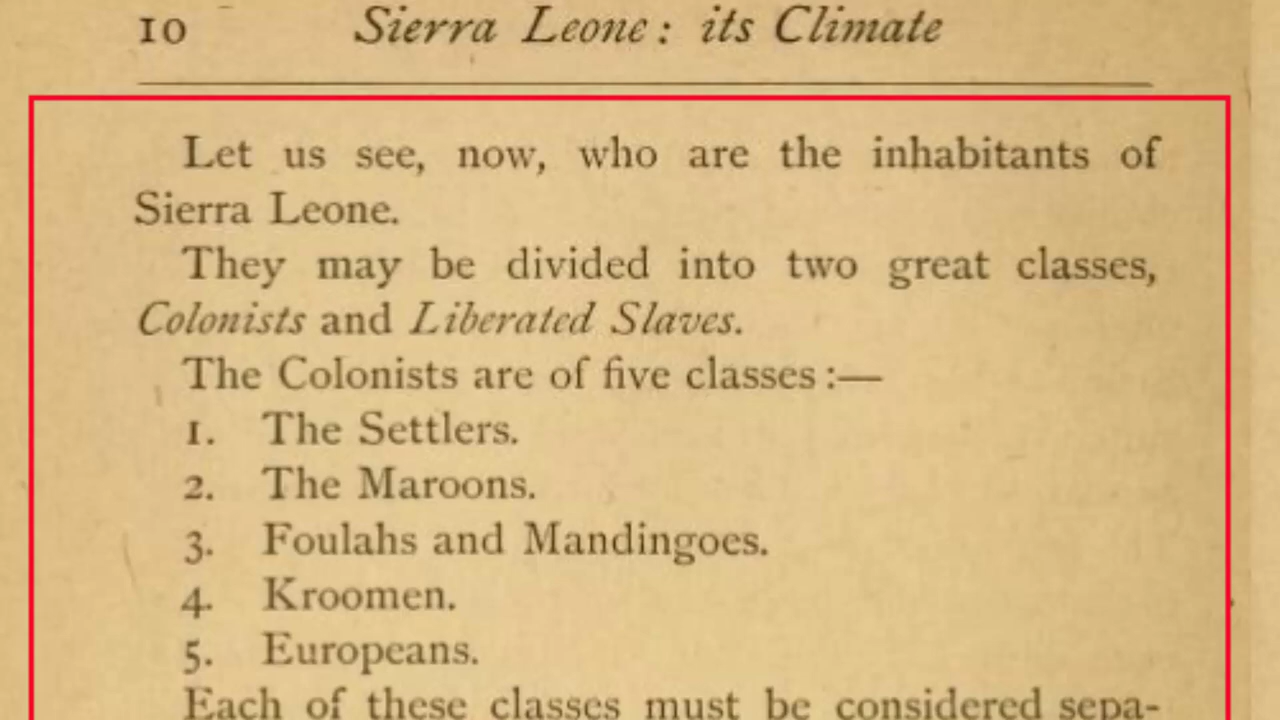 10 Sierra Leone: its Climate
Let us see, now, who are the inhabitants of
Sierra Leone.
They may be divided into two great classes,
Colonists and Liberated Slaves.
The Colonists are of five classes:—
1. The Settlers.
2. The Maroons.
3. Foulahs and Mandingoes.
4. Kroomen.
5. Europeans.
Each of these classes must be considered sepa-